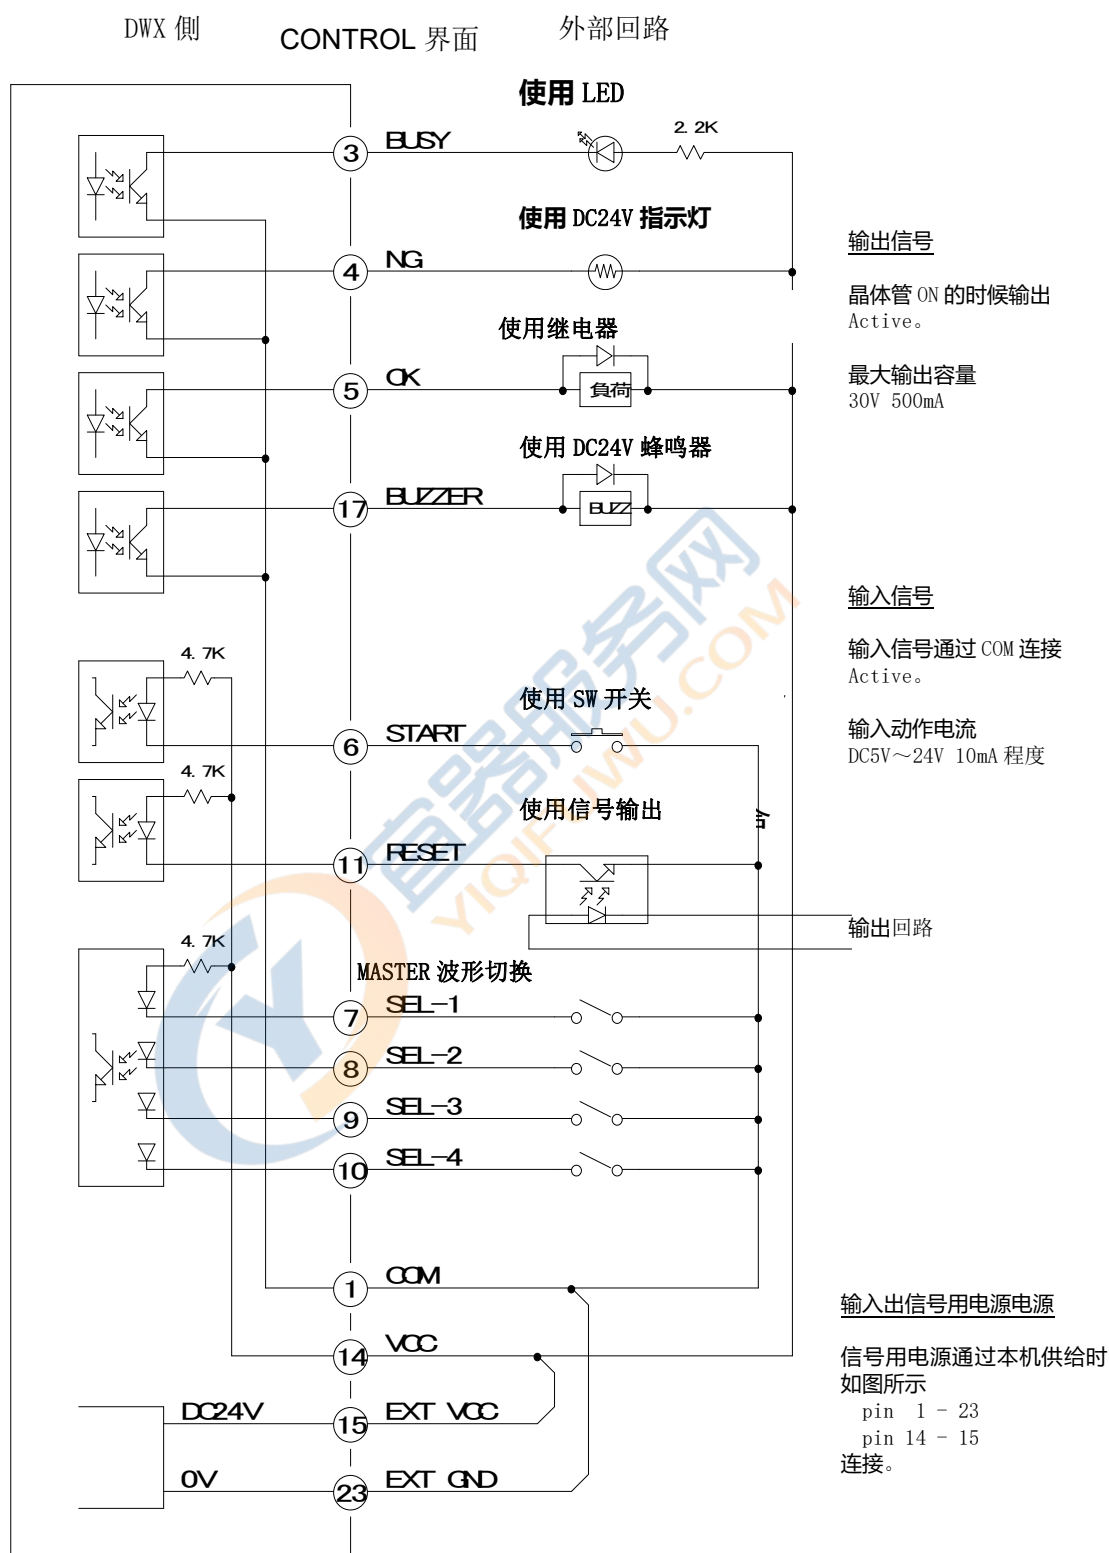 DWX 側
CONTROL 界面
外部回路
使用 LED
3
BUSY
2.2K
使用 DC24V 指示灯
4
NG
输出信号
晶体管 ON 的时候输出
Active。
使用继电器
5
OK
負荷
最大输出容量
30V 500mA
使用 DC24V 蜂鸣器
17
BUZZER
BUZZ
输入信号
输入信号通过 COM 连接
Active。
4.7K
使用 SW 开关
6
START
输入动作电流
DC5V～24V 10mA 程度
4.7K
使用信号输出
11
RESET
输出回路
4.7K
MASTER 波形切换
7
SEL-1
8
SEL-2
9
SEL-3
10
SEL-4
1
COM
输入出信号用电源电源
14
VCC
信号用电源通过本机供给时
如图所示
pin 1 - 23
pin 14 - 15
连接。
DC24V
15
EXT VCC
0V
23
EXT GND
YIQIFUWU.COM